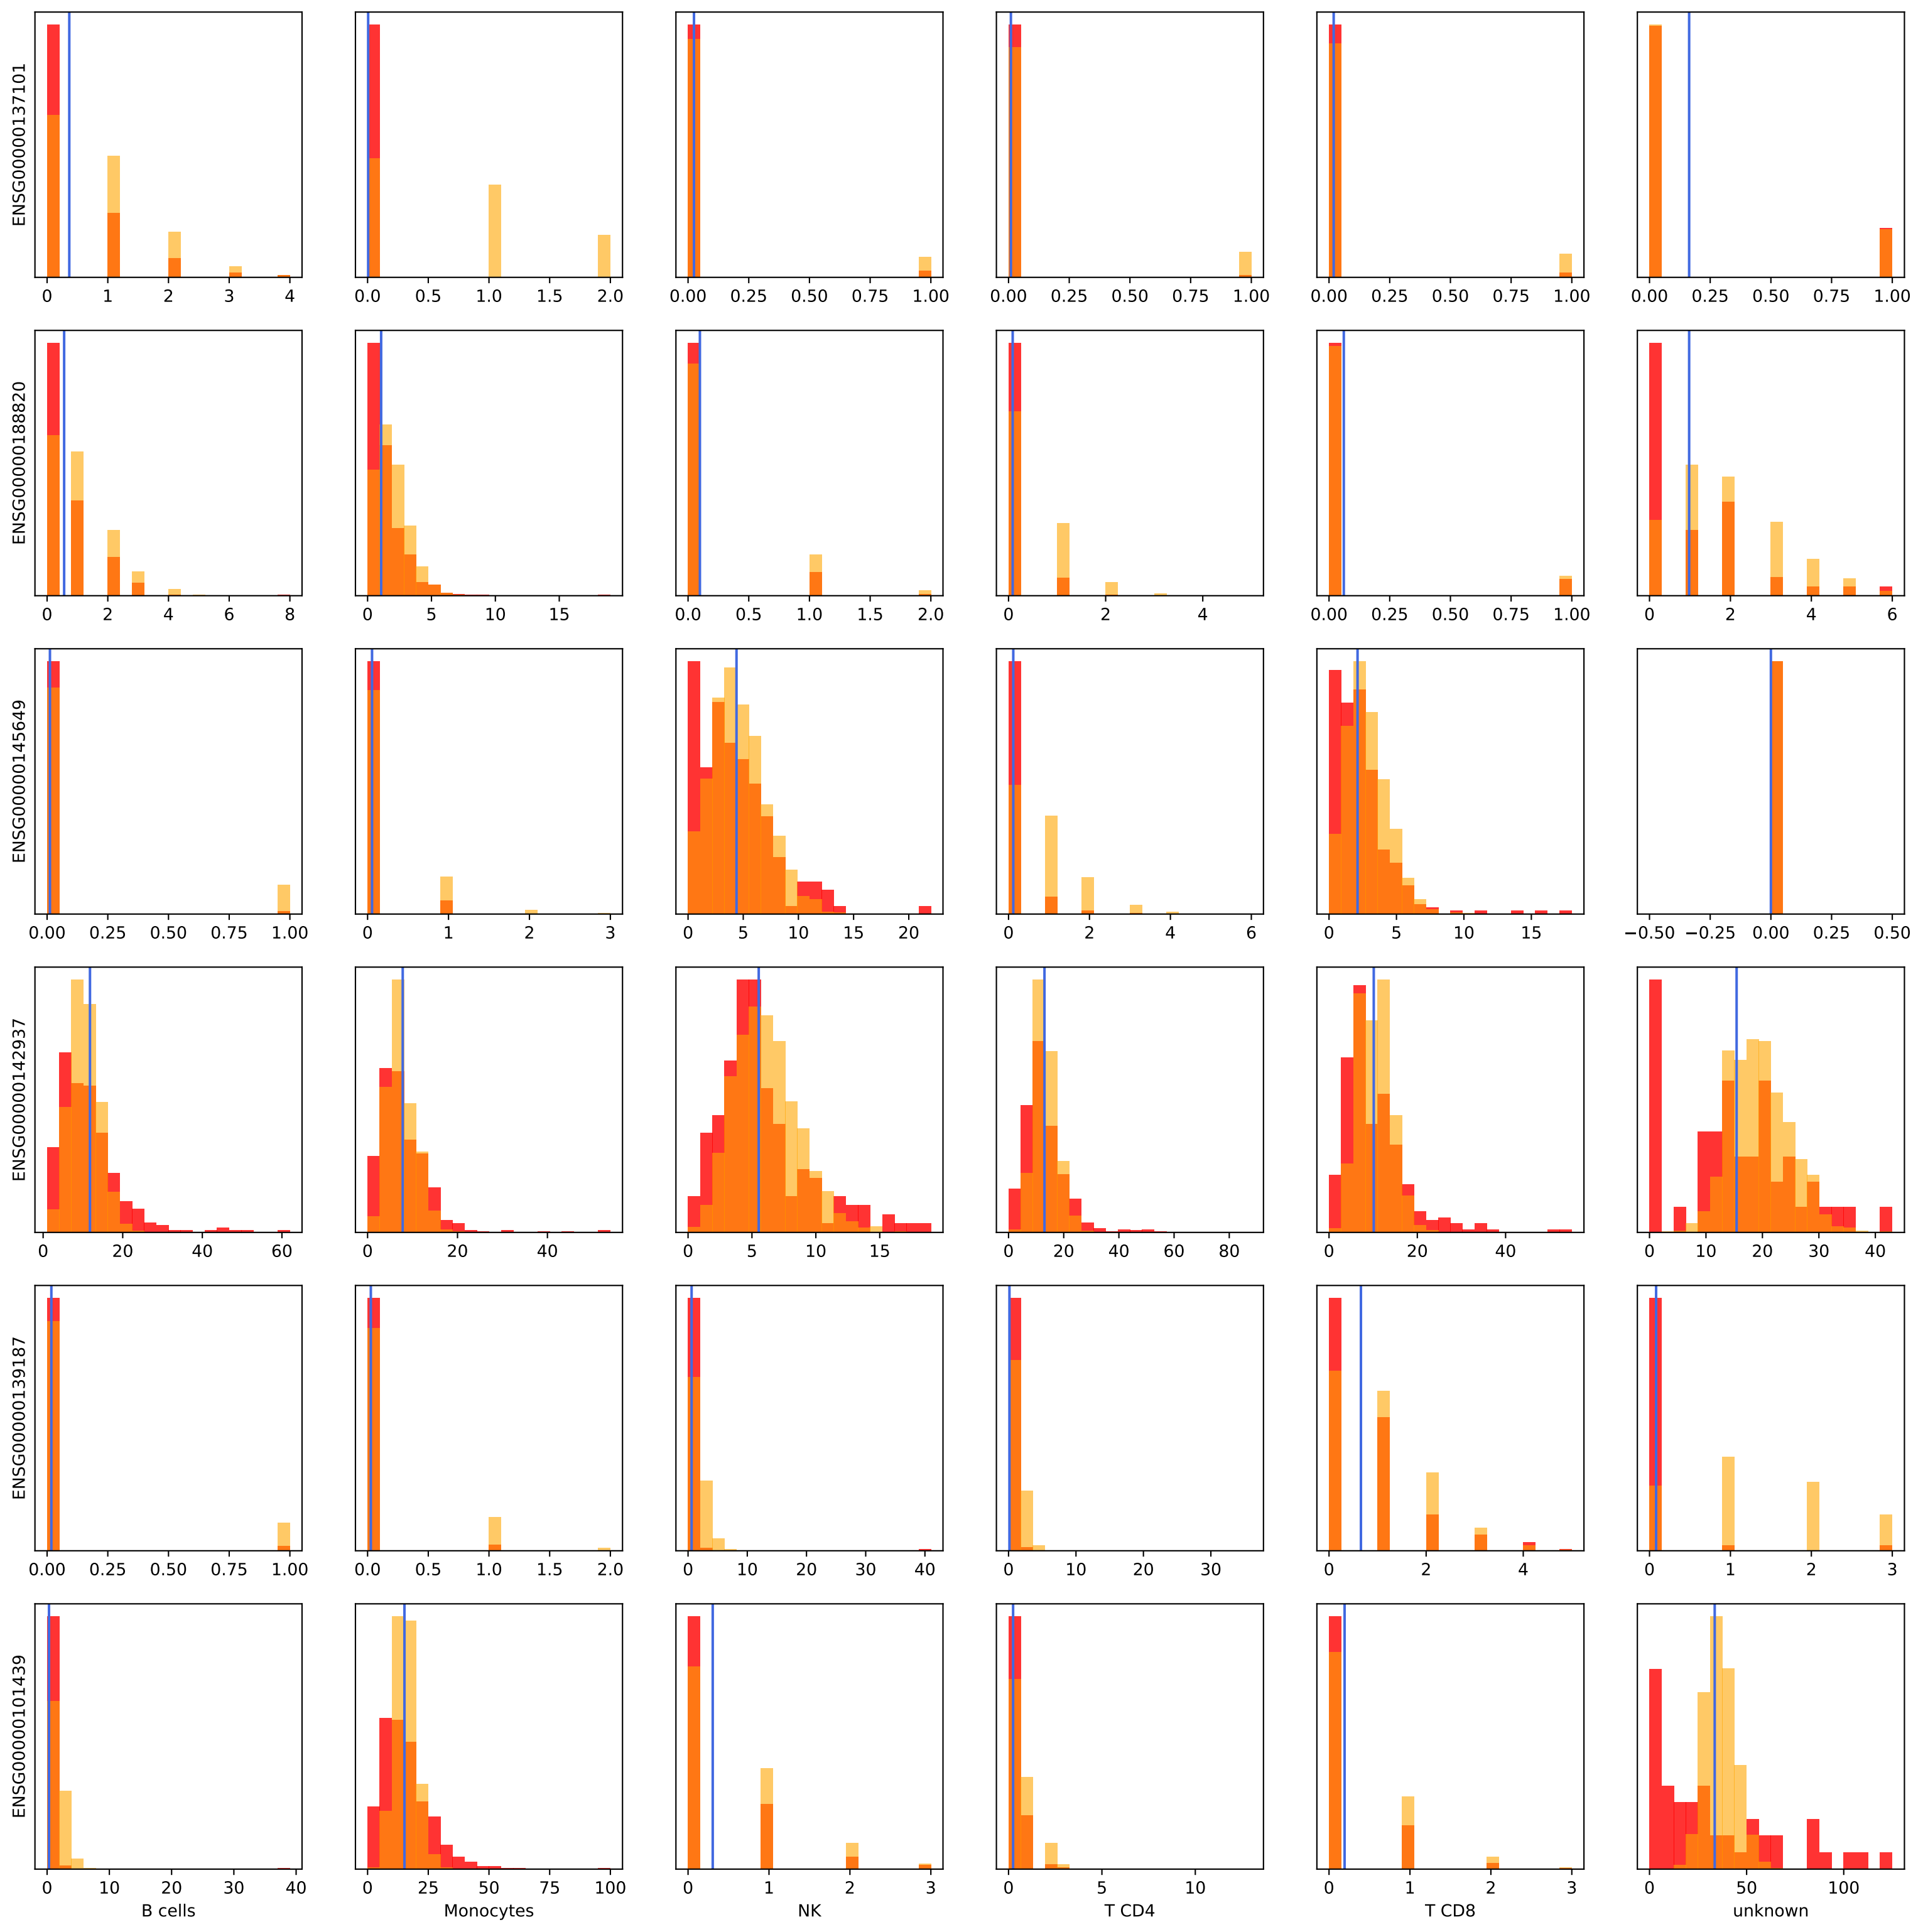 ENSG00000137101
0 1 2 3 4 0.0 0.5 1.0 1.5 2.0 0.00 0.25 0.50 0.75 1.00 0.00 0.25 0.50 0.75 1.00 0.00 0.25 0.50 0.75 1.00 0.00 0.25 0.50 0.75 1.00
ENSG00000188820
0 2 4 6 8 0 5 10 15 0.0 0.5 1.0 1.5 2.0 0 2 4 0.00 0.25 0.50 0.75 1.00 0 2 4 6
ENSG00000145649
0.00 0.25 0.50 0.75 1.00 0 1 2 3 0 5 10 15 20 0 2 4 6 0 5 10 15 −0.50 −0.25 0.00 0.25 0.50
ENSG00000142937
0 20 40 60 0 20 40 0 5 10 15 0 20 40 60 80 0 20 40 0 10 20 30 40
ENSG00000139187
0.00 0.25 0.50 0.75 1.00 0.0 0.5 1.0 1.5 2.0 0 10 20 30 40 0 10 20 30 0 2 4 0 1 2 3
ENSG00000101439
0 10 20 30 40 0 25 50 75 100 0 1 2 3 0 5 10 0 1 2 3 0 50 100
B cells Monocytes NK T CD4 T CD8 unknown